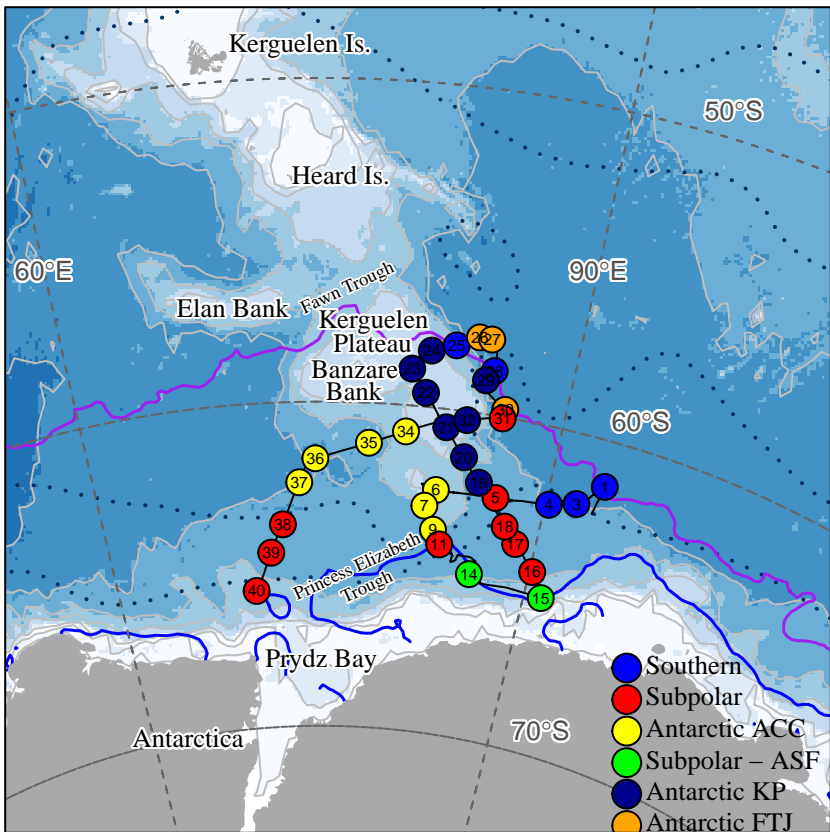 Kerguelen Is.
50°S
Heard Is.
60°E
90°E
Fawn Trough
Elan Bank
Kerguelen
Plateau
Banzare
Bank
26
27
25
24
23
28
29
22
30
31
32
21
34
35
36
60°S
20
37
19
6
5
4
3
1
7
38
18
9
17
11
39
Princess Elizabeth
Trough
14
16
40
15
Prydz Bay
Antarctica
70°S
Southern
Subpolar
Antarctic ACC
Subpolar – ASF
Antarctic KP
Antarctic FTJ